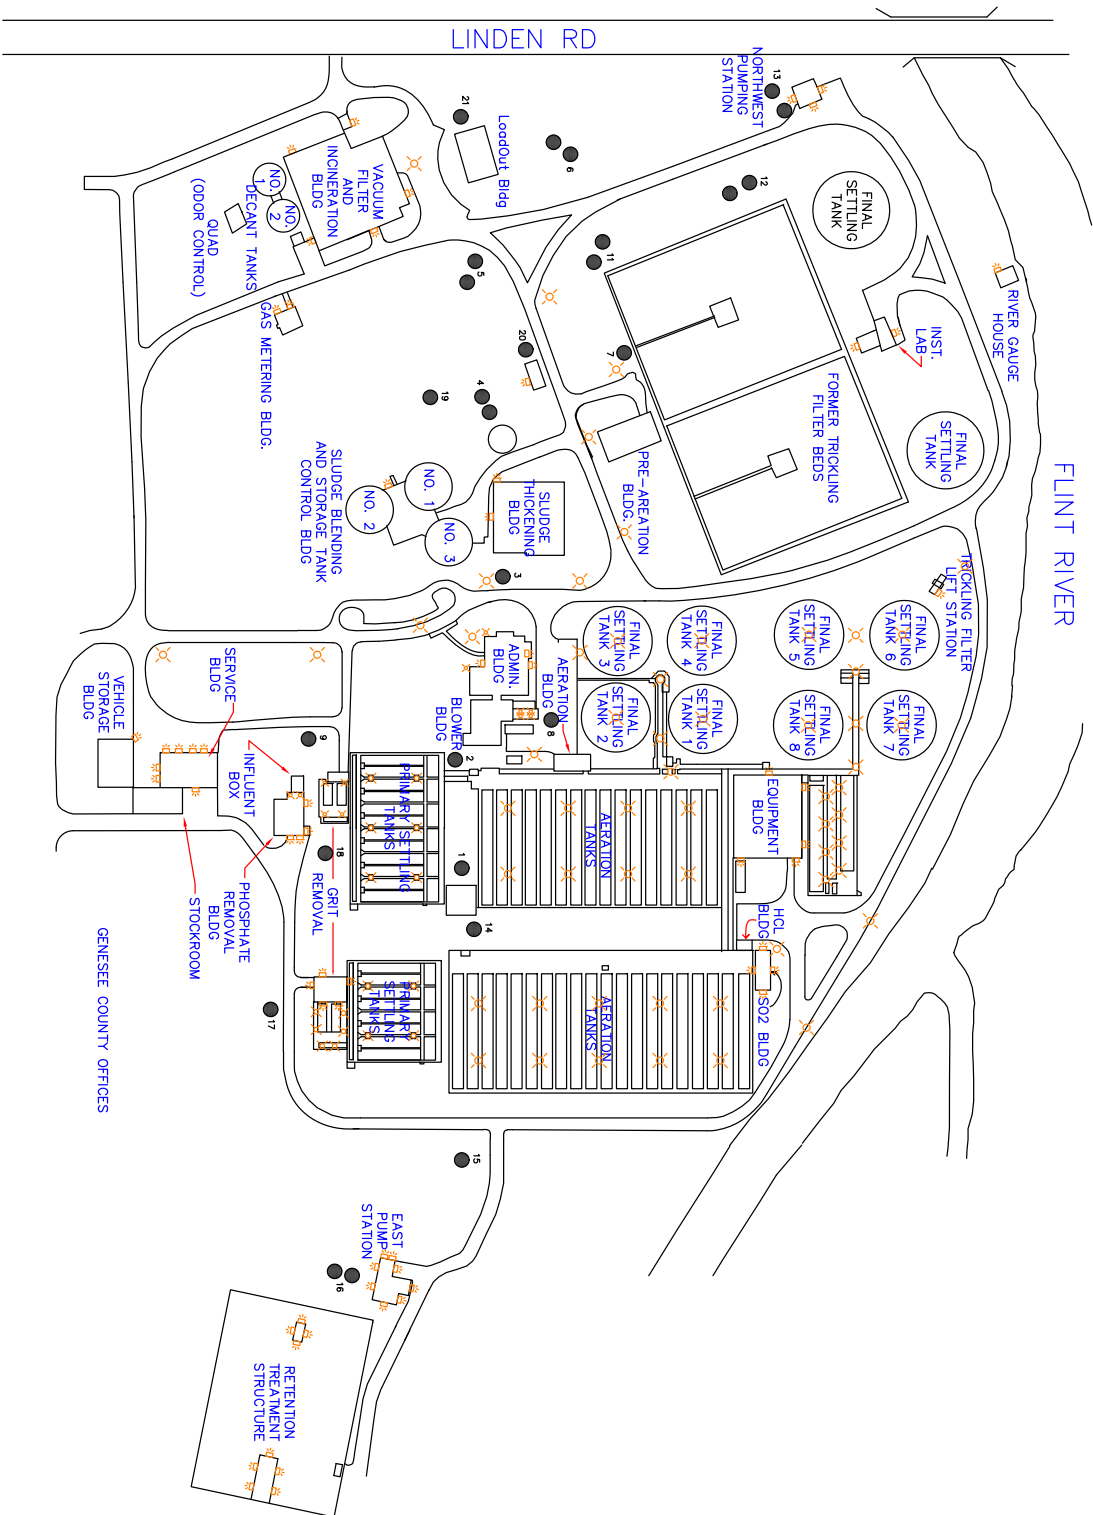 LINDEN RD
FLINT RIVER
NORTHWEST
PUMPING
STATION
13
21
LoadOut Bldg
6
12
FINAL
SETTLING
TANK
VACUUM
FILTER
AND
INCINERATION
BLDG
NO.
1
NO.
2
DECANT TANKS
QUAD
(ODOR CONTROL)
GAS METERING BLDG.
5
11
RIVER GAUGE
HOUSE
INST.
LAB
20
7
4
19
FORMER TRICKLING
FILTER BEDS
FINAL
SETTLING
TANK
PRE-AREATION
BLDG.
SLUDGE
THICKENING
BLDG
NO. 1
NO. 2
NO. 3
SLUDGE BLENDING
AND STORAGE TANK
CONTROL BLDG
3
TRICKLING FILTER
LIFT STATION
FINAL
SETTLING
TANK 3
FINAL
SETTLING
TANK 4
FINAL
SETTLING
TANK 5
FINAL
SETTLING
TANK 6
FINAL
SETTLING
TANK 2
FINAL
SETTLING
TANK 1
FINAL
SETTLING
TANK 8
FINAL
SETTLING
TANK 7
ADMIN.
BLDG
AERATION
BLDG
BLOWER
BLDG
8
2
9
SERVICE
BLDG
VEHICLE
STORAGE
BLDG
INFLUENT
BOX
PRIMARY SETTLING
TANKS
AERATION
TANKS
EQUIPMENT
BLDG
1
18
GRIT
REMOVAL
PHOSPHATE
REMOVAL
BLDG
STOCKROOM
14
HCL
BLDG
SO2 BLDG
PRIMARY
SETTLING
TANKS
AERATION
TANKS
17
GENESEE COUNTY OFFICES
15
EAST
PUMP
STATION
16
RETENTION
TREATMENT
STRUCTURE